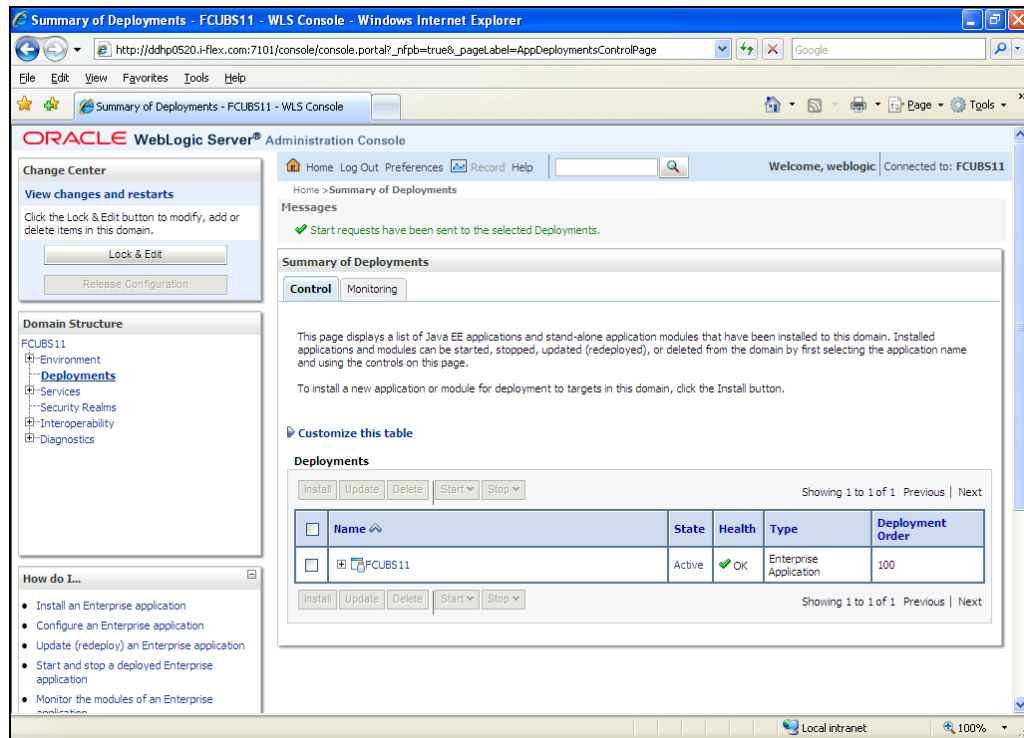 Summary of Deployments - FCUBS11 - WLS Console - Windows Internet Explorer
http://ddhp0520.i-flex.com:7101/console/console.portal?_nfpb=true&_pageLabel=AppDeploymentsControlPage
Google
File Edit View Favorites Tools Help
Summary of Deployments - FCUBS11 - WLS Console
Page Tools
ORACLE WebLogic Server® Administration Console
Change Center
View changes and restarts
Click the Lock & Edit button to modify, add or
delete items in this domain.
Lock & Edit
Release Configuration
Domain Structure
FCUBS11
Environment
Deployments
Services
Security Realms
Interoperability
Diagnostics
How do I...
Install an Enterprise application
Configure an Enterprise application
Update (redeploy) an Enterprise application
Start and stop a deployed Enterprise
application
Monitor the modules of an Enterprise
application
Home Log Out Preferences Record Help
Welcome, weblogic Connected to: FCUBS11
Home >Summary of Deployments
Messages
Start requests have been sent to the selected Deployments.
Summary of Deployments
Control Monitoring
This page displays a list of Java EE applications and stand-alone application modules that have been installed to this domain. Installed
applications and modules can be started, stopped, updated (redeployed), or deleted from the domain by first selecting the application name
and using the controls on this page.
To install a new application or module for deployment to targets in this domain, click the Install button.
Customize this table
Deployments
Install Update Delete Start Stop
Showing 1 to 1 of 1 Previous | Next
Name State Health Type Deployment
Order
FCUBS11 Active OK Enterprise
Application 100
Install Update Delete Start Stop
Showing 1 to 1 of 1 Previous | Next
Local intranet
100%